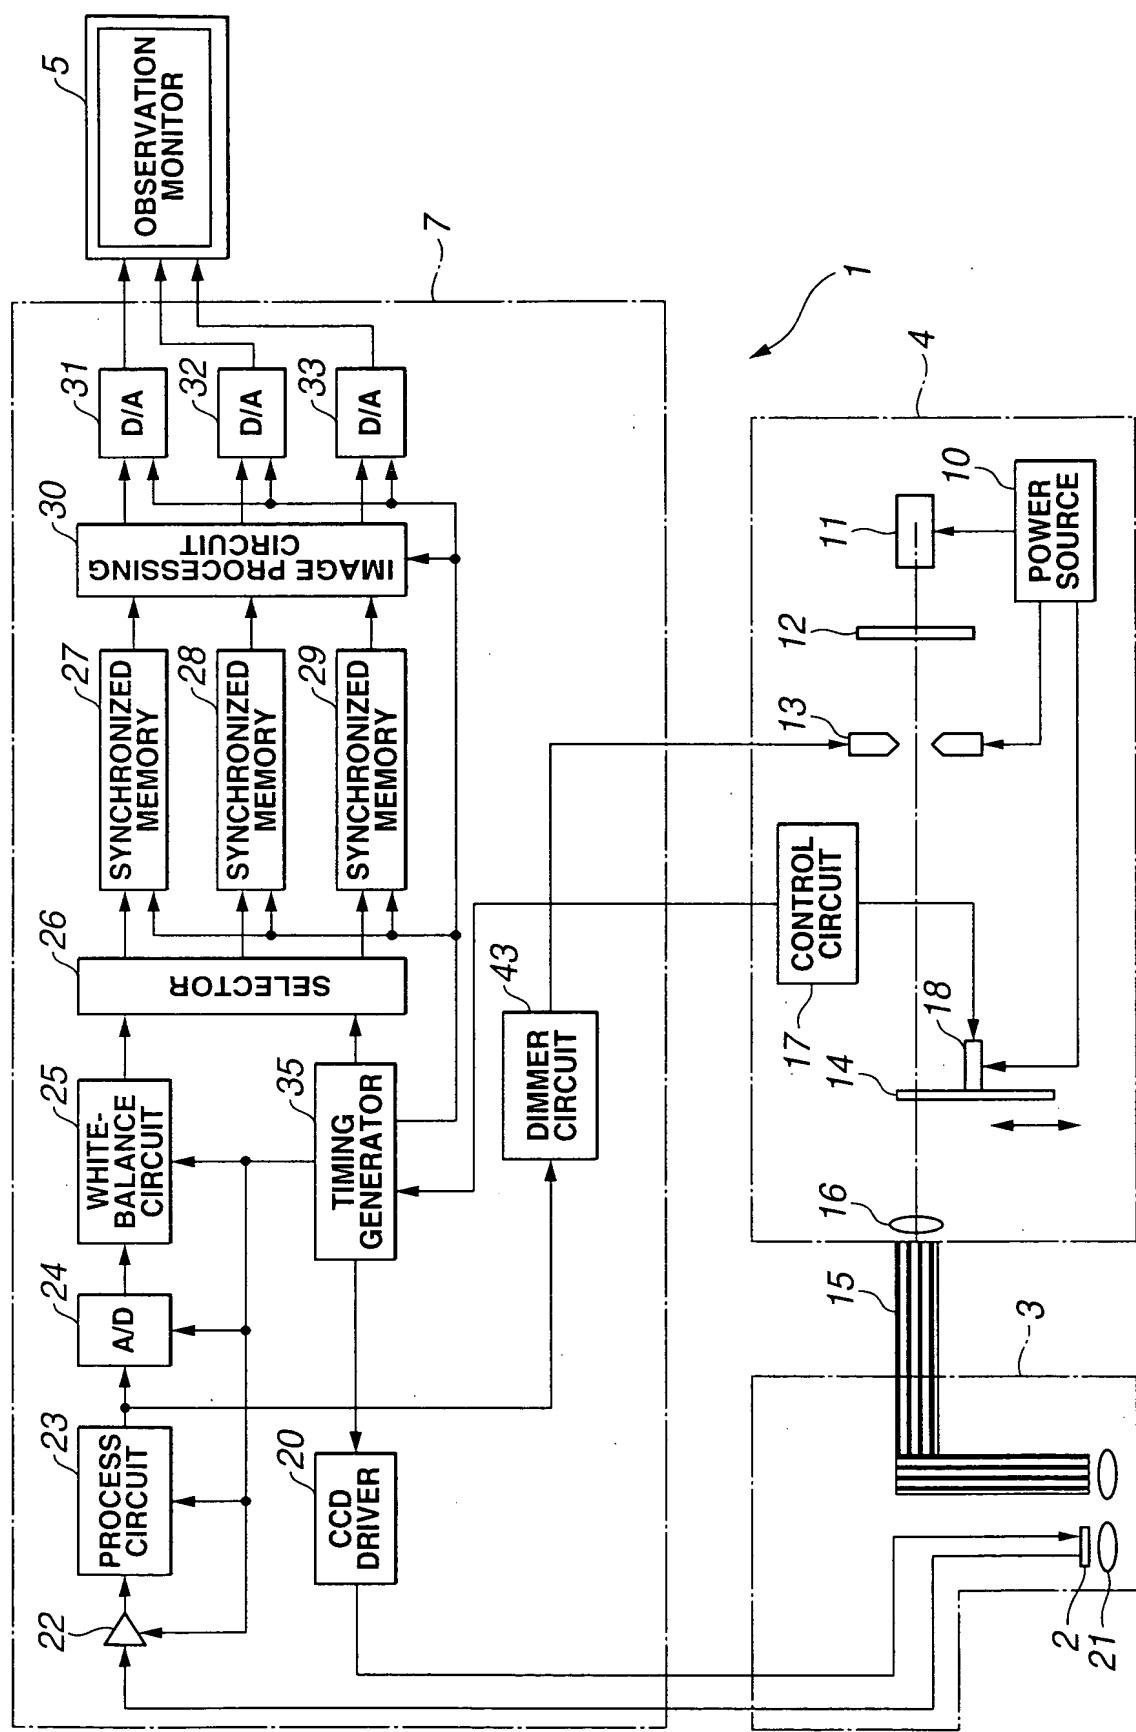 5
OBSERVATION
MONITOR
7
31
D/A
32
D/A
33
D/A
30
IMAGE PROCESSING
CIRCUIT
27
SYNCHRONIZED
MEMORY
28
SYNCHRONIZED
MEMORY
29
SYNCHRONIZED
MEMORY
26
SELECTOR
25
WHITE-
BALANCE
CIRCUIT
24
A/D
23
PROCESS
CIRCUIT
22
35
TIMING
GENERATOR
20
CCD
DRIVER
43
DIMMER
CIRCUIT
1
4
10
POWER
SOURCE
11
12
13
17
CONTROL
CIRCUIT
18
14
16
15
3
2
21